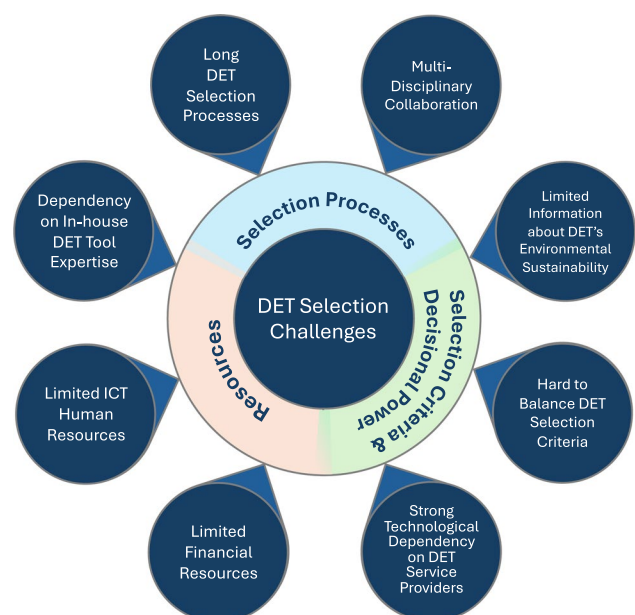 DET Selection
Challenges
Selection Processes
Selection Criteria &
Decisional Power
Resources
Long
DET
Selection
Processes
Multi-
Disciplinary
Collaboration
Limited
Information
about DET's
Environmental
Sustainability
Hard to
Balance DET
Selection
Criteria
Strong
Technological
Dependency
on DET
Service
Providers
Limited
Financial
Resources
Limited ICT
Human
Resources
Dependency
on In-house
DET Tool
Expertise